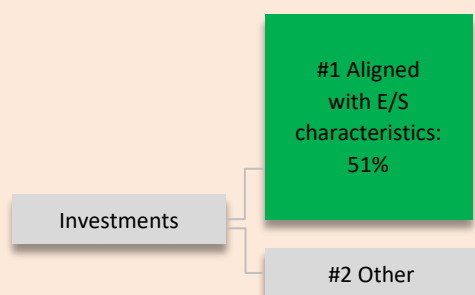 #1 Aligned
with E/S
characteristics:
51%
Investments
#2 Other